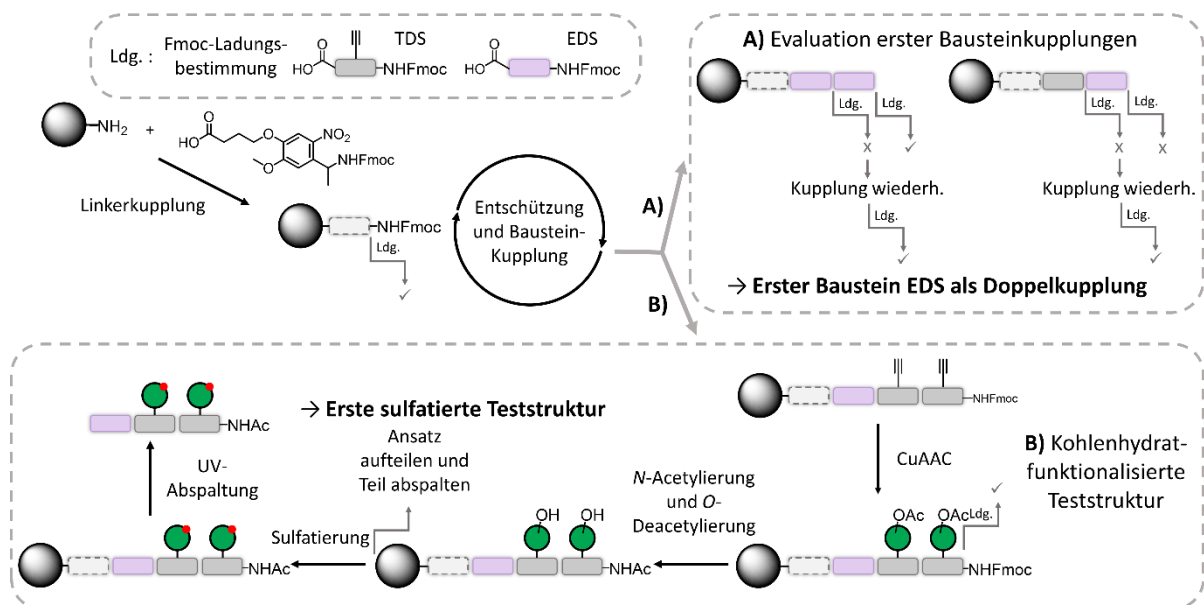 Ldg. :
Fmoc-Ladungs-
bestimmung
TDS
HO
O
NHFmoc
EDS
HO
O
NHFmoc
NH2
+
HO
O
O
O
NO2
NHFmoc
Linkerkupplung
NHFmoc
Ldg.
✓
Entschützung
und Baustein-
Kupplung
A)
B)
A) Evaluation erster Bausteinkupplungen
Ldg.
Ldg.
X
✓
Kupplung wiederh.
Ldg.
✓
Ldg.
Ldg.
X
X
Kupplung wiederh.
Ldg.
✓
→ Erster Baustein EDS als Doppelkupplung
NHFmoc
CuAAC
B) Kohlenhydrat-
funktionalisierte
Teststruktur
✓
OAc
OAc
Ldg.
NHFmoc
N-Acetylierung
und O-
Deacetylierung
OH
OH
NHAc
→ Erste sulfatierte Teststruktur
Ansatz
aufteilen und
Teil abspalten
Sulfatierung
NHAc
UV-
Abspaltung
NHAc